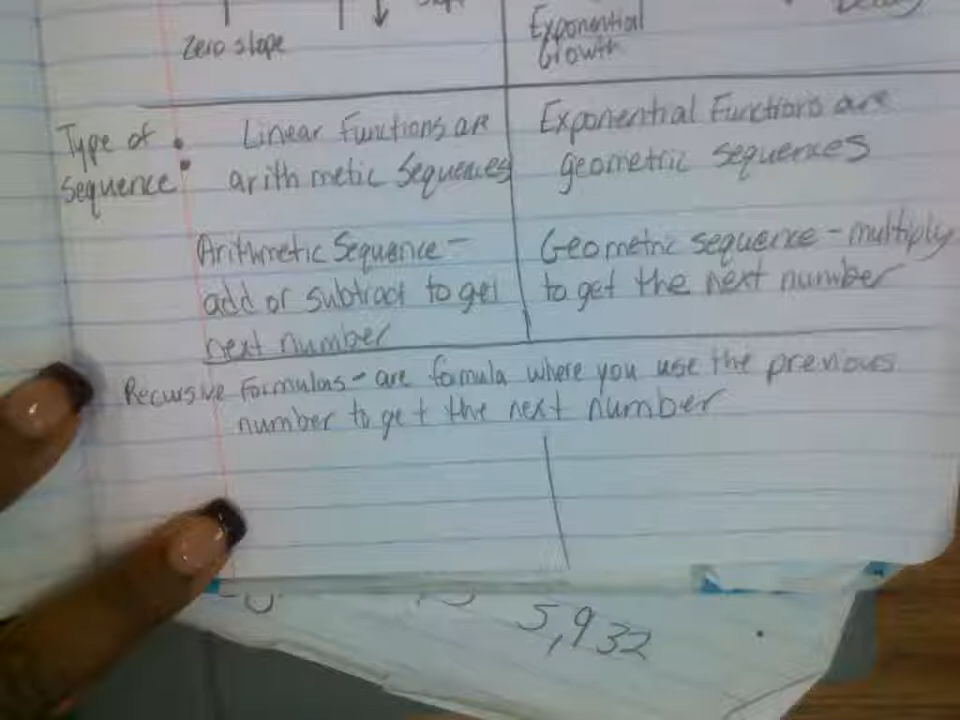 Zero slope
Exponential
Growth
Type of :
Sequence
Linear Functions are
arithmetic Sequences
Exponential Functions are
geometric sequences
Arithmetic Sequence -
add or subtract to get
next number
Geometric sequence - multiply
to get the next number
Recursive Formulas - are fomula where you use the previous
number to get the next number
5,932